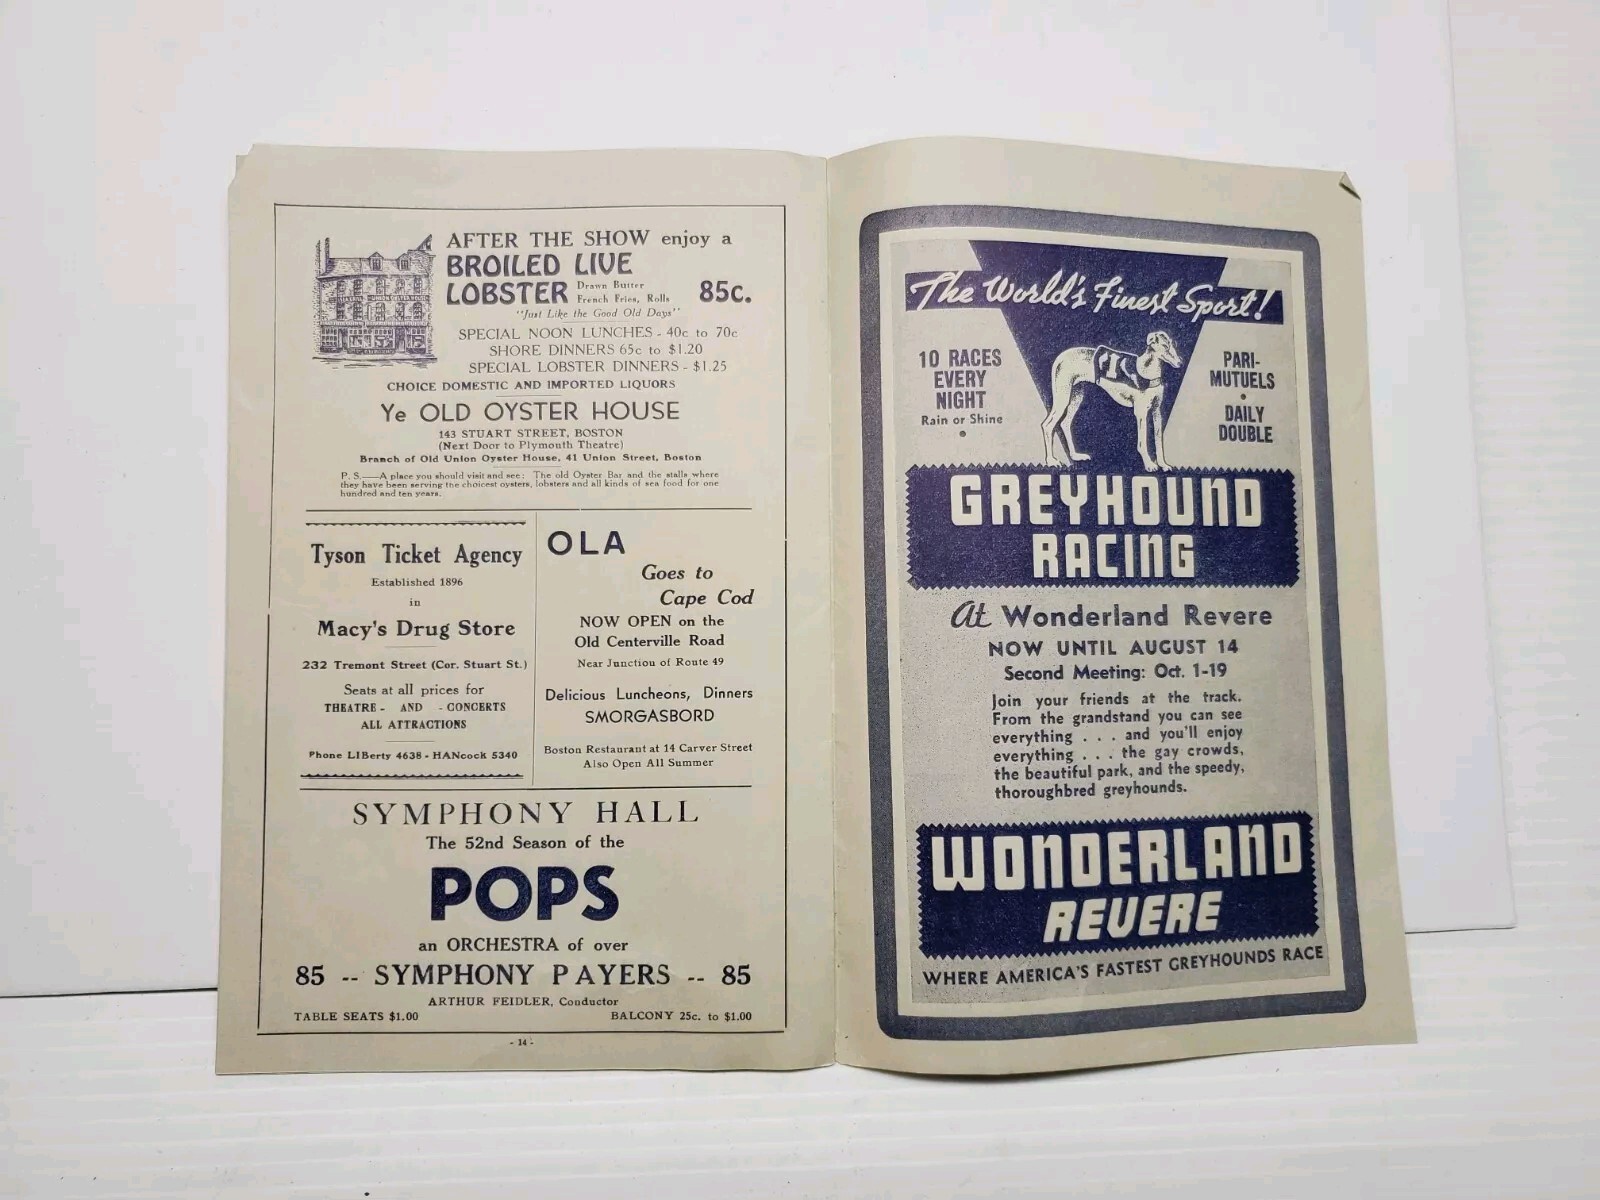 AFTER THE SHOW enjoy a
BROILED LIVE
LOBSTER Drawn Butter
French Fries, Rolls 85c.
"Just Like the Good Old Days"
SPECIAL NOON LUNCHES - 40c to 70c
SHORE DINNERS 65c to $1.20
SPECIAL LOBSTER DINNERS - $1.25
CHOICE DOMESTIC AND IMPORTED LIQUORS
Ye OLD OYSTER HOUSE
143 STUART STREET, BOSTON
(Next Door to Plymouth Theatre)
Branch of Old Union Oyster House, 41 Union Street, Boston
P. S.—A place you should visit and see: The old Oyster Bar and the stalls where
they have been serving the choicest oysters, lobsters and all kinds of sea food for one
hundred and ten years.
Tyson Ticket Agency
Established 1896
in
Macy's Drug Store
232 Tremont Street (Cor. Stuart St.)
Seats at all prices for
THEATRE - AND - CONCERTS
ALL ATTRACTIONS
Phone LIBerty 4638 - HANcock 5340
OLA
Goes to
Cape Cod
NOW OPEN on the
Old Centerville Road
Near Junction of Route 49
Delicious Luncheons, Dinners
SMORGASBORD
Boston Restaurant at 14 Carver Street
Also Open All Summer
SYMPHONY HALL
The 52nd Season of the
POPS
an ORCHESTRA of over
85 -- SYMPHONY PAYERS -- 85
ARTHUR FEIDLER, Conductor
TABLE SEATS $1.00 BALCONY 25c. to $1.00
- 14 -
The World's Finest Sport!
10 RACES
EVERY
NIGHT
Rain or Shine
PARI-
MUTUELS
DAILY
DOUBLE
GREYHOUND
RACING
At Wonderland Revere
NOW UNTIL AUGUST 14
Second Meeting: Oct. 1-19
Join your friends at the track.
From the grandstand you can see
everything . . . and you'll enjoy
everything . . . the gay crowds,
the beautiful park, and the speedy,
thoroughbred greyhounds.
WONDERLAND
REVERE
WHERE AMERICA'S FASTEST GREYHOUNDS RACE